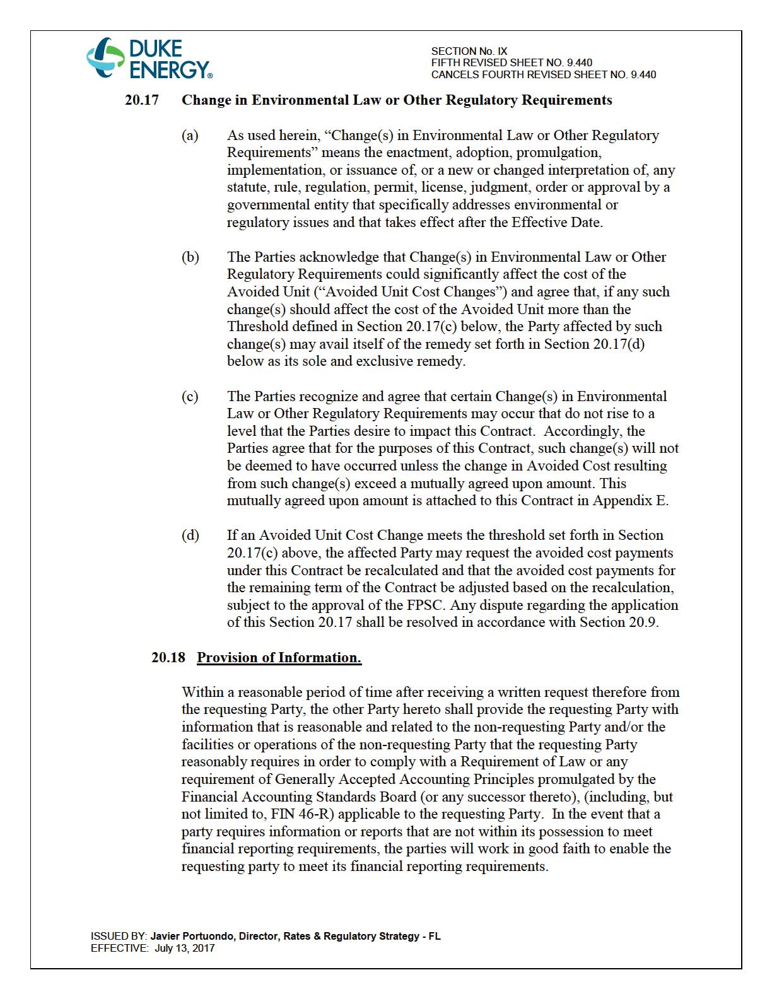 DUKE
ENERGY®
SECTION No. IX
FIFTH REVISED SHEET NO. 9.440
CANCELS FOURTH REVISED SHEET NO. 9.440
20.17 Change in Environmental Law or Other Regulatory Requirements
(a) As used herein, “Change(s) in Environmental Law or Other Regulatory
Requirements” means the enactment, adoption, promulgation,
implementation, or issuance of, or a new or changed interpretation of, any
statute, rule, regulation, permit, license, judgment, order or approval by a
governmental entity that specifically addresses environmental or
regulatory issues and that takes effect after the Effective Date.
(b) The Parties acknowledge that Change(s) in Environmental Law or Other
Regulatory Requirements could significantly affect the cost of the
Avoided Unit (“Avoided Unit Cost Changes”) and agree that, if any such
change(s) should affect the cost of the Avoided Unit more than the
Threshold defined in Section 20.17(c) below, the Party affected by such
change(s) may avail itself of the remedy set forth in Section 20.17(d)
below as its sole and exclusive remedy.
(c) The Parties recognize and agree that certain Change(s) in Environmental
Law or Other Regulatory Requirements may occur that do not rise to a
level that the Parties desire to impact this Contract.  Accordingly, the
Parties agree that for the purposes of this Contract, such change(s) will not
be deemed to have occurred unless the change in Avoided Cost resulting
from such change(s) exceed a mutually agreed upon amount. This
mutually agreed upon amount is attached to this Contract in Appendix E.
(d) If an Avoided Unit Cost Change meets the threshold set forth in Section
20.17(c) above, the affected Party may request the avoided cost payments
under this Contract be recalculated and that the avoided cost payments for
the remaining term of the Contract be adjusted based on the recalculation,
subject to the approval of the FPSC. Any dispute regarding the application
of this Section 20.17 shall be resolved in accordance with Section 20.9.
20.18 Provision of Information.
Within a reasonable period of time after receiving a written request therefore from
the requesting Party, the other Party hereto shall provide the requesting Party with
information that is reasonable and related to the non-requesting Party and/or the
facilities or operations of the non-requesting Party that the requesting Party
reasonably requires in order to comply with a Requirement of Law or any
requirement of Generally Accepted Accounting Principles promulgated by the
Financial Accounting Standards Board (or any successor thereto), (including, but
not limited to, FIN 46-R) applicable to the requesting Party.  In the event that a
party requires information or reports that are not within its possession to meet
financial reporting requirements, the parties will work in good faith to enable the
requesting party to meet its financial reporting requirements.
ISSUED BY: Javier Portuondo, Director, Rates & Regulatory Strategy - FL
EFFECTIVE:  July 13, 2017